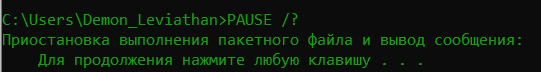 C:\Users\Demon_Leviathan>PAUSE /?
Приостановка выполнения пакетного файла и вывод сообщения:
Для продолжения нажмите любую клавишу . . .